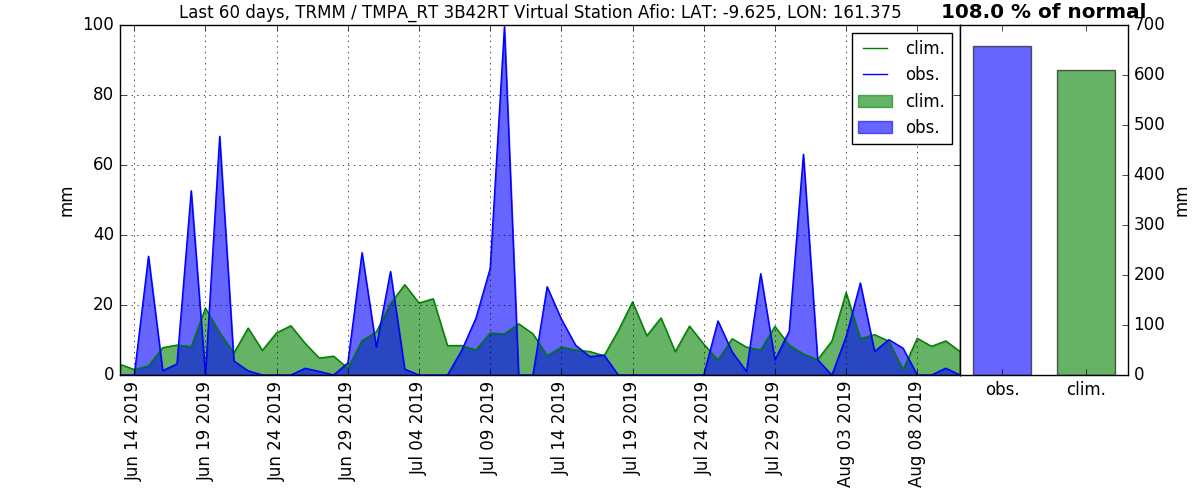 Last 60 days, TRMM / TMPA_RT 3B42RT Virtual Station Afio: LAT: -9.625, LON: 161.375
108.0 % of normal
100
80
60
40
20
0
mm
clim.
obs.
clim.
obs.
700
600
500
400
300
200
100
0
mm
Jun 14 2019
Jun 19 2019
Jun 24 2019
Jun 29 2019
Jul 04 2019
Jul 09 2019
Jul 14 2019
Jul 19 2019
Jul 24 2019
Jul 29 2019
Aug 03 2019
Aug 08 2019
obs.
clim.